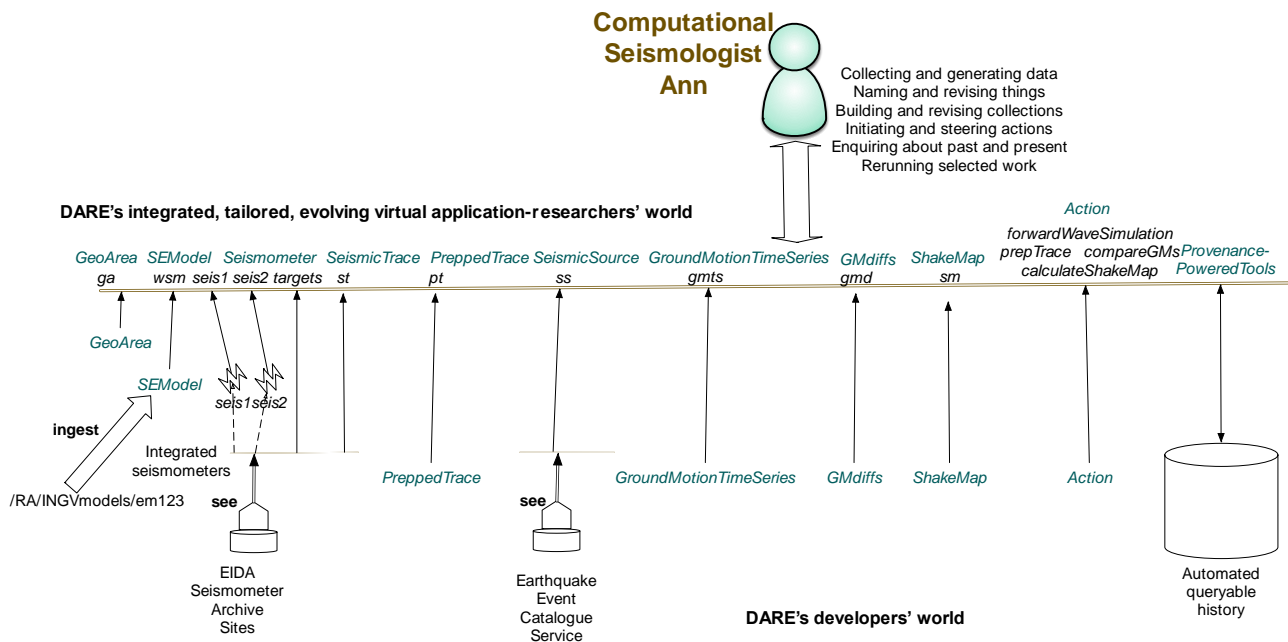 Computational
Seismologist
Ann
Collecting and generating data
Naming and revising things
Building and revising collections
Initiating and steering actions
Enquiring about past and present
Rerunning selected work
DARE's integrated, tailored, evolving virtual application-researchers' world
Action
forwardWaveSimulation
prepTrace compareGMs
calculateShakeMap
GeoArea SEModel Seismometer SeismicTrace PreppedTrace SeismicSource GroundMotionTimeSeries GMdiffs ShakeMap Provenance-
PoweredTools
ga wsm seis1 seis2 targets st pt ss gmts gmd sm
GeoArea
SEModel
seis1 seis2
ingest
Integrated
seismometers
/RA/INGVmodels/em123
PreppedTrace GroundMotionTimeSeries GMdiffs ShakeMap Action
see see
EIDA
Seismometer
Archive
Sites
Earthquake
Event
Catalogue
Service
Automated
queryable
history
DARE's developers' world